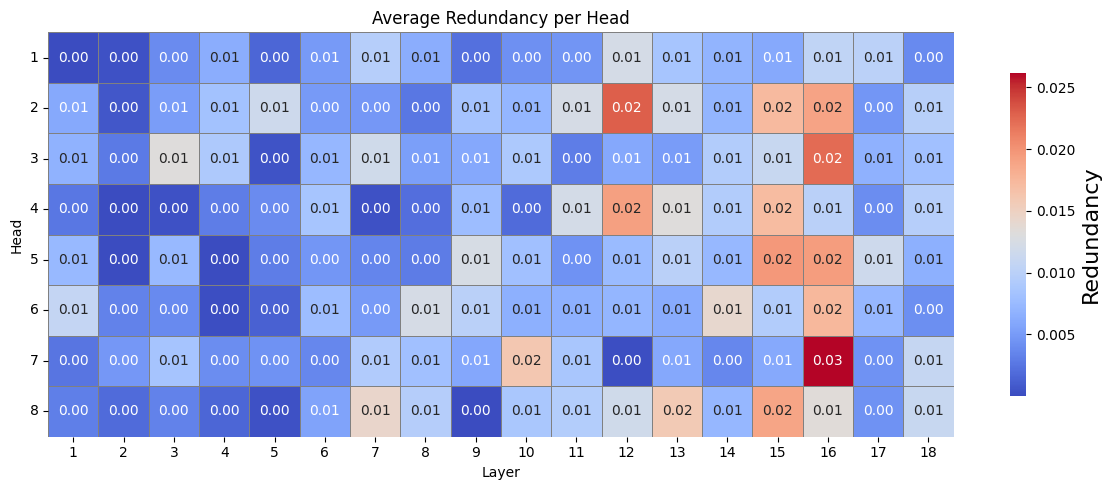 Average Redundancy per Head
1 0.00 0.00 0.00 0.01 0.00 0.01 0.01 0.01 0.00 0.00 0.00 0.01 0.01 0.01 0.01 0.01 0.01 0.00
2 0.01 0.00 0.01 0.01 0.01 0.00 0.00 0.00 0.01 0.01 0.01 0.02 0.01 0.01 0.02 0.02 0.00 0.01
3 0.01 0.00 0.01 0.01 0.00 0.01 0.01 0.01 0.01 0.01 0.00 0.01 0.01 0.01 0.01 0.02 0.01 0.01
4 0.00 0.00 0.00 0.00 0.00 0.01 0.00 0.00 0.01 0.00 0.01 0.02 0.01 0.01 0.02 0.01 0.00 0.01
5 0.01 0.00 0.01 0.00 0.00 0.00 0.00 0.00 0.01 0.01 0.00 0.01 0.01 0.01 0.02 0.02 0.01 0.01
6 0.01 0.00 0.00 0.00 0.00 0.01 0.00 0.01 0.01 0.01 0.01 0.01 0.01 0.01 0.01 0.02 0.01 0.00
7 0.00 0.00 0.01 0.00 0.00 0.00 0.01 0.01 0.01 0.02 0.01 0.00 0.01 0.00 0.01 0.03 0.00 0.01
8 0.00 0.00 0.00 0.00 0.00 0.01 0.01 0.01 0.00 0.01 0.01 0.01 0.02 0.01 0.02 0.01 0.00 0.01
1 2 3 4 5 6 7 8 9 10 11 12 13 14 15 16 17 18
Layer
Head
0.025
0.020
0.015
0.010
0.005
Redundancy